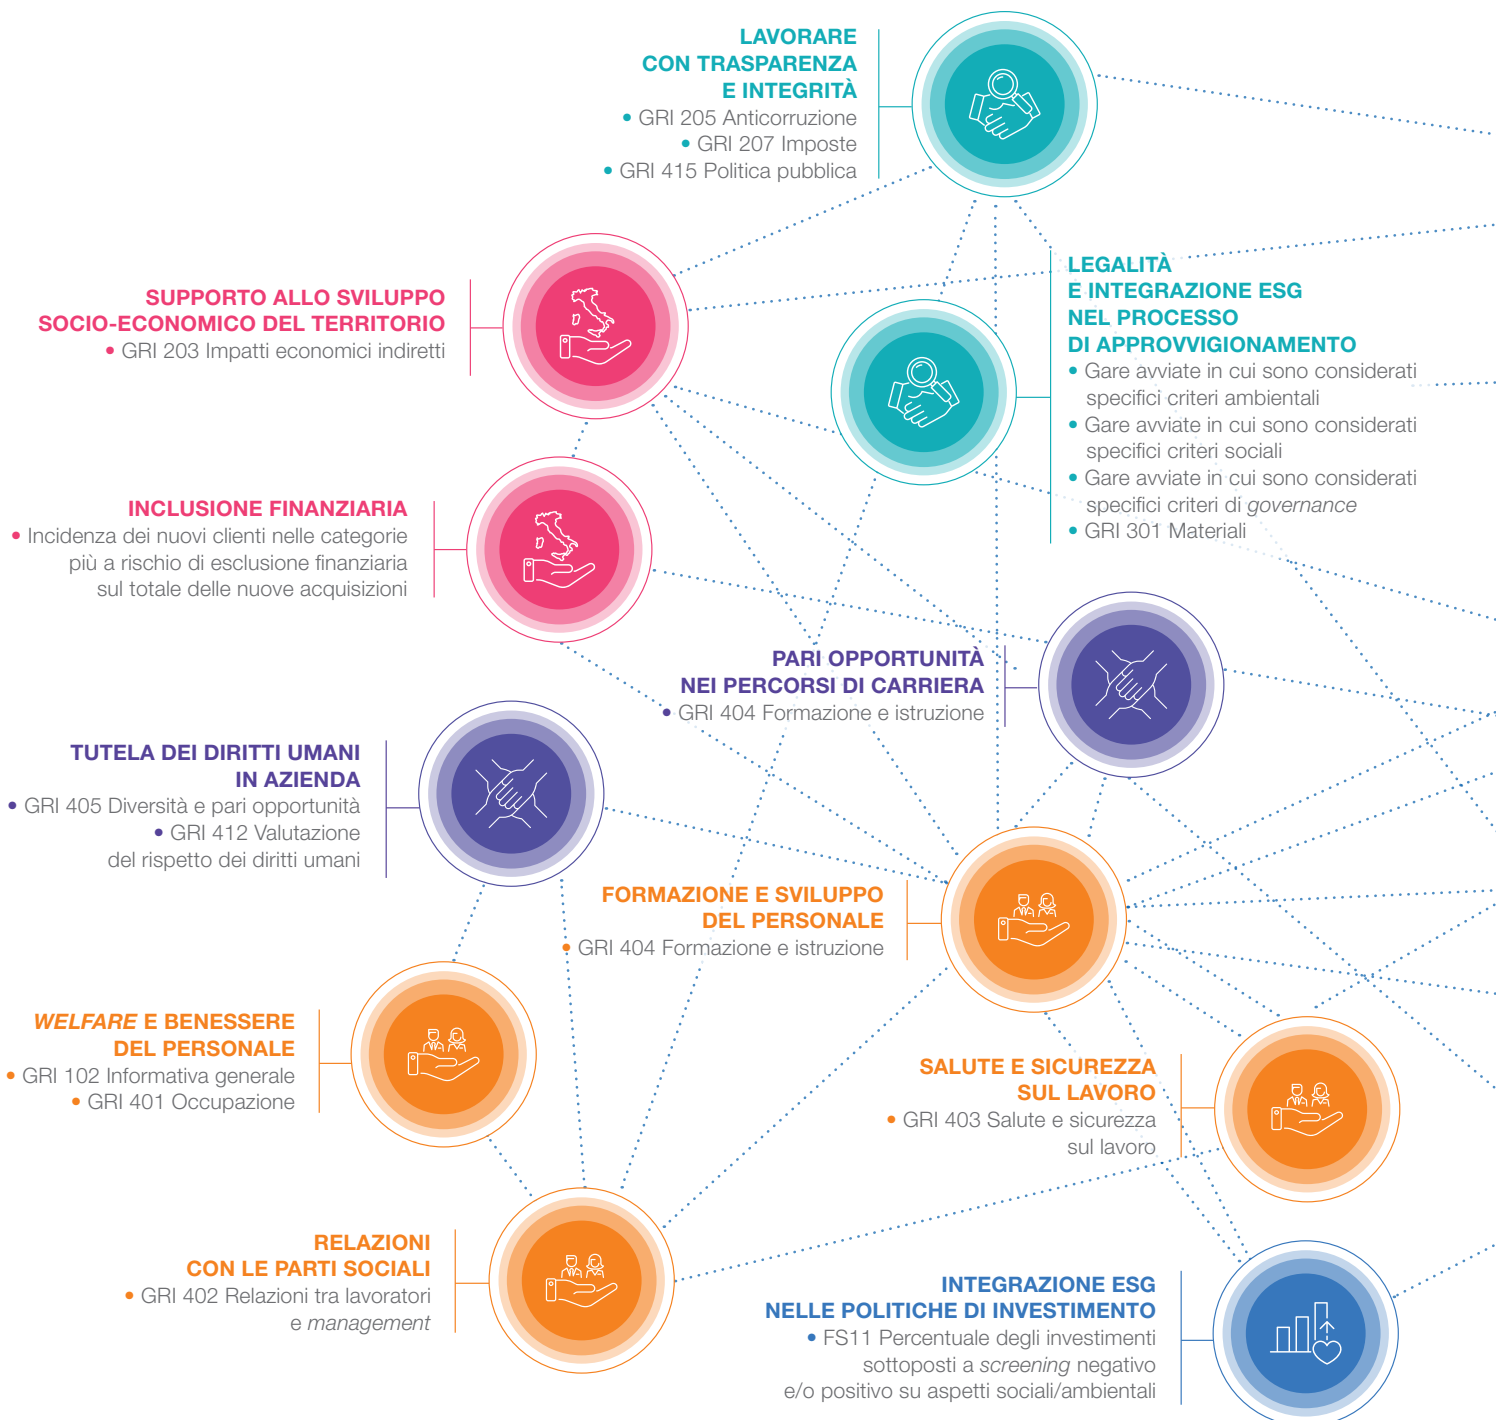 LAVORARE
CON TRASPARENZA
E INTEGRITÀ
• GRI 205 Anticorruzione
• GRI 207 Imposte
• GRI 415 Politica pubblica
SUPPORTO ALLO SVILUPPO
SOCIO-ECONOMICO DEL TERRITORIO
• GRI 203 Impatti economici indiretti
LEGALITÀ
E INTEGRAZIONE ESG
NEL PROCESSO
DI APPROVVIGIONAMENTO
• Gare avviate in cui sono considerati
specifici criteri ambientali
• Gare avviate in cui sono considerati
specifici criteri sociali
• Gare avviate in cui sono considerati
specifici criteri di governance
• GRI 301 Materiali
INCLUSIONE FINANZIARIA
• Incidenza dei nuovi clienti nelle categorie
più a rischio di esclusione finanziaria
sul totale delle nuove acquisizioni
PARI OPPORTUNITÀ
NEI PERCORSI DI CARRIERA
• GRI 404 Formazione e istruzione
TUTELA DEI DIRITTI UMANI
IN AZIENDA
• GRI 405 Diversità e pari opportunità
• GRI 412 Valutazione
del rispetto dei diritti umani
FORMAZIONE E SVILUPPO
DEL PERSONALE
• GRI 404 Formazione e istruzione
WELFARE E BENESSERE
DEL PERSONALE
• GRI 102 Informativa generale
• GRI 401 Occupazione
SALUTE E SICUREZZA
SUL LAVORO
• GRI 403 Salute e sicurezza
sul lavoro
RELAZIONI
CON LE PARTI SOCIALI
• GRI 402 Relazioni tra lavoratori
e management
INTEGRAZIONE ESG
NELLE POLITICHE DI INVESTIMENTO
• FS11 Percentuale degli investimenti
sottoposti a screening negativo
e/o positivo su aspetti sociali/ambientali